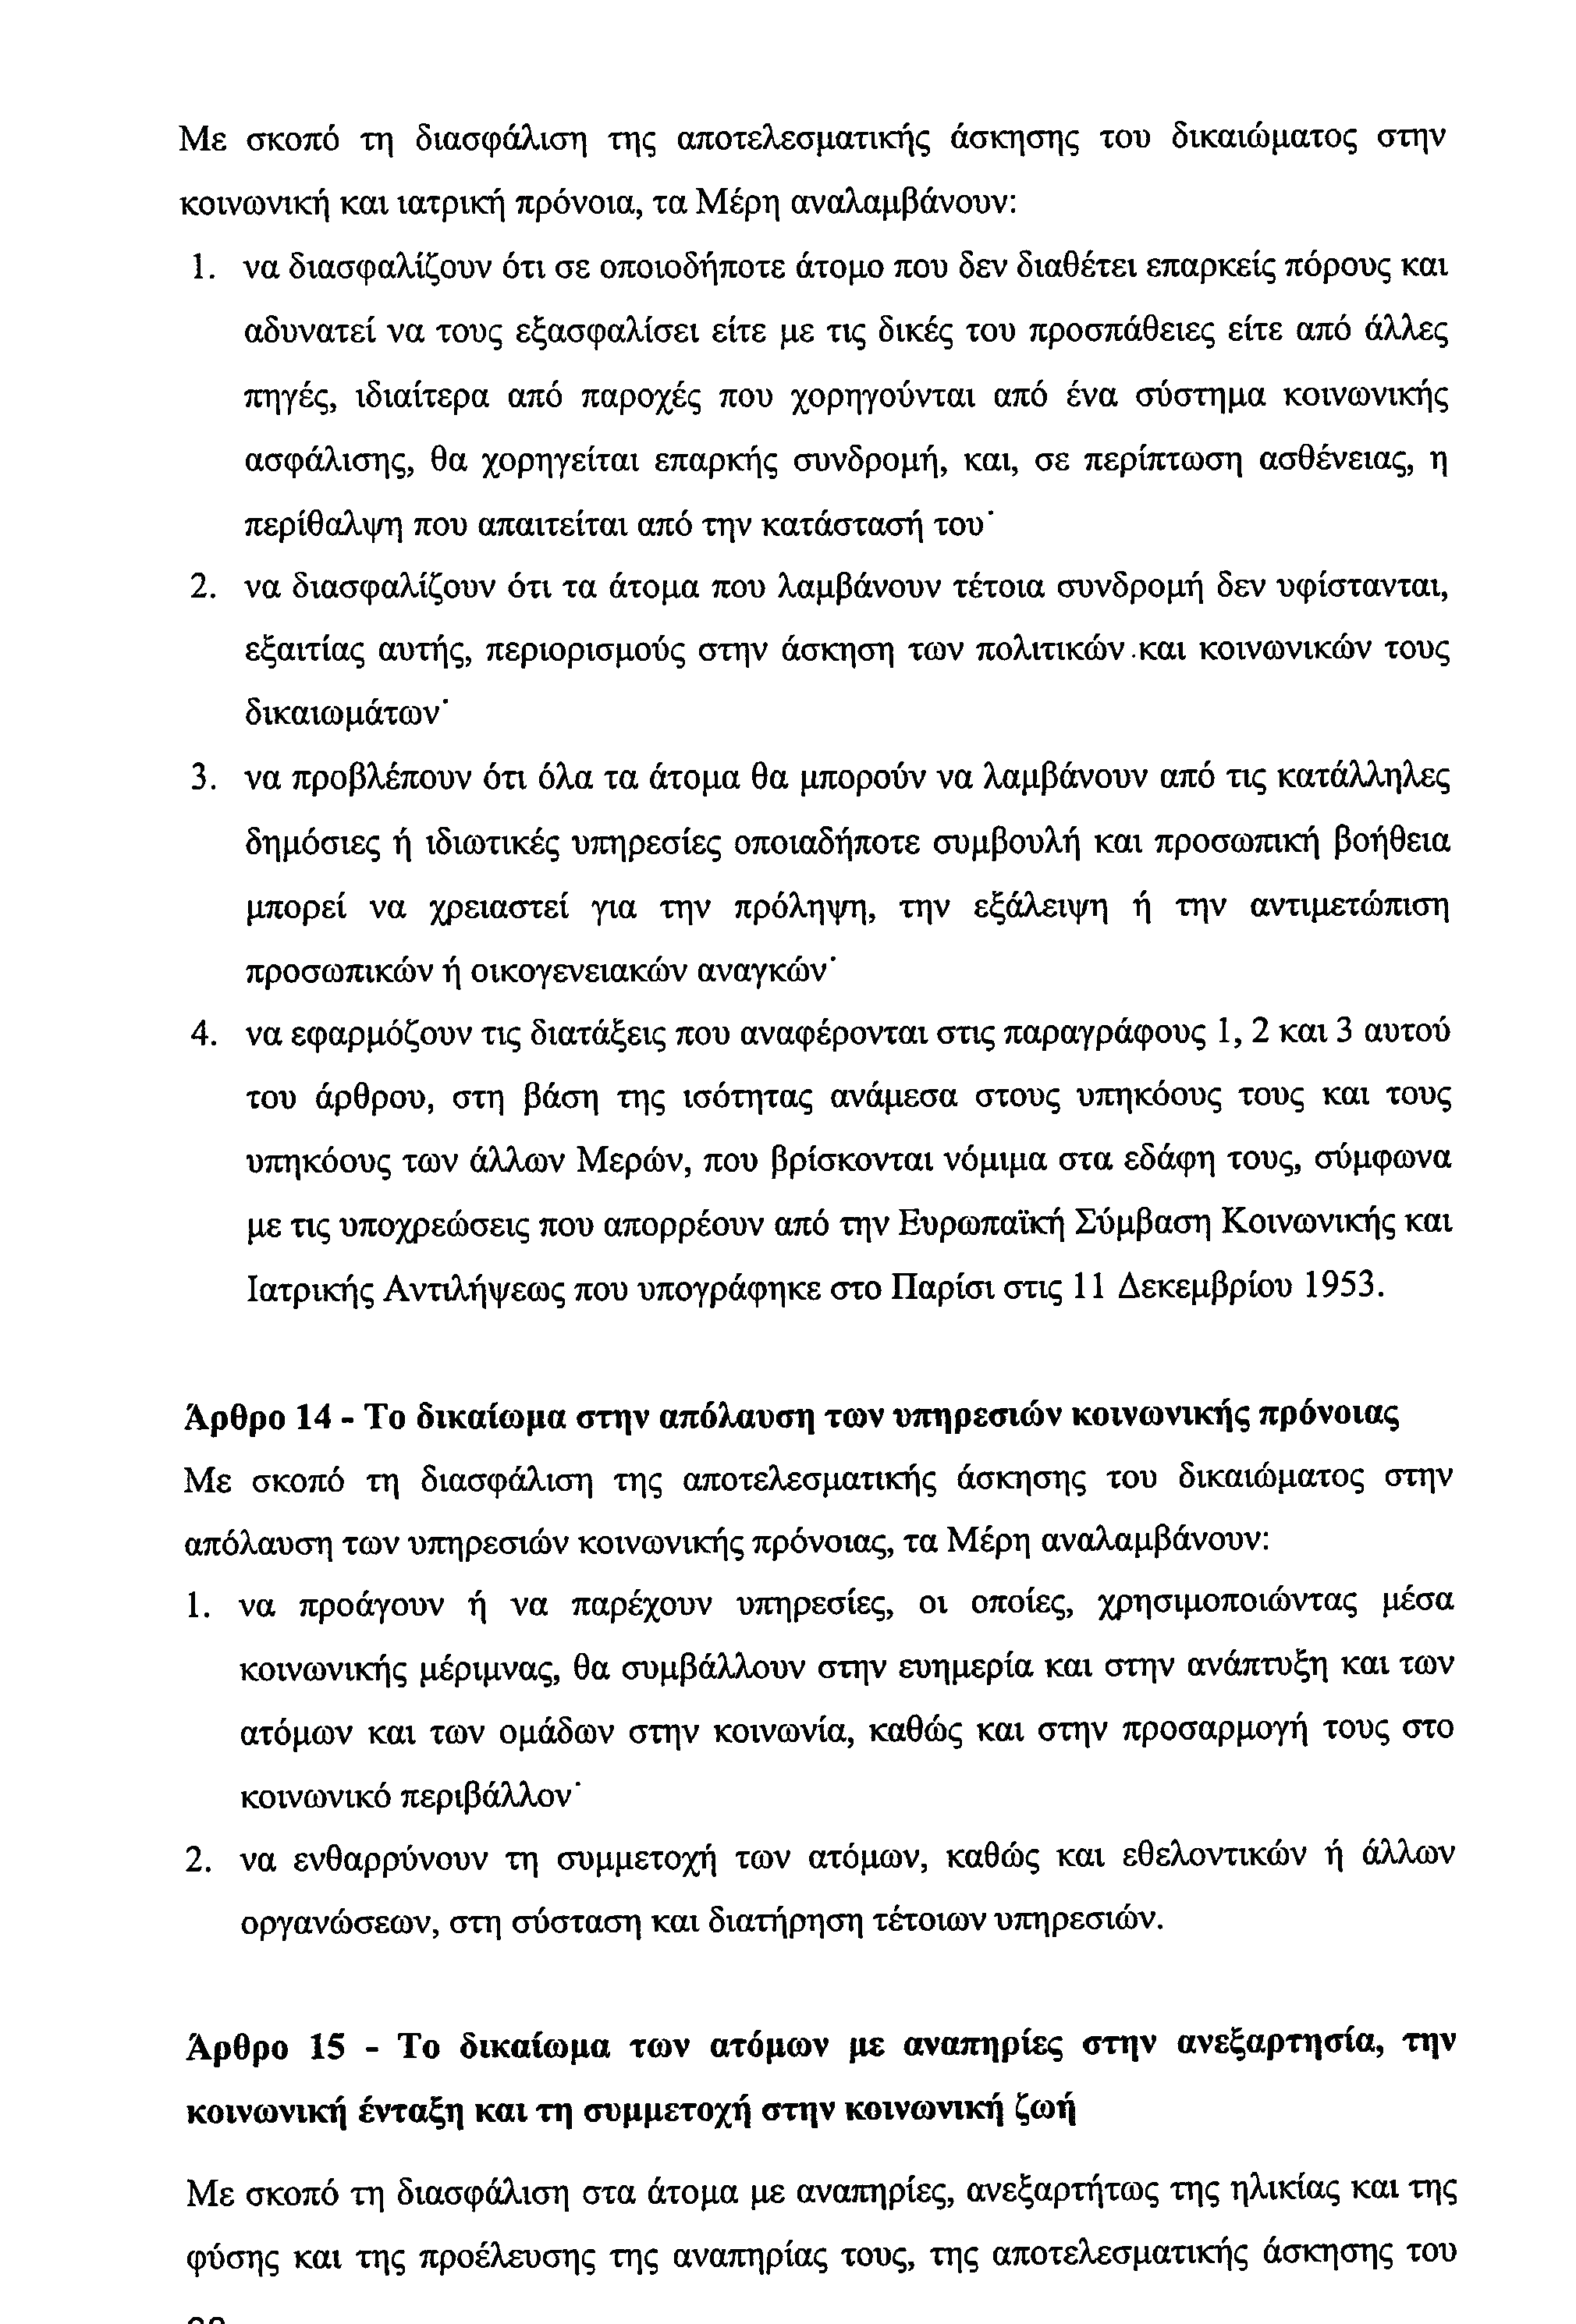 Με σκοπό τη διασφάλιση της αποτελεσματικής άσκησης του δικαιώματος στην
κοινωνική και ιατρική πρόνοια, τα Μέρη αναλαμβάνουν:
1. να διασφαλίζουν ότι σε οποιοδήποτε άτομο που δεν διαθέτει επαρκείς πόρους και
αδυνατεί να τους εξασφαλίσει είτε με τις δικές του προσπάθειες είτε από άλλες
πηγές, ιδιαίτερα από παροχές που χορηγούνται από ένα σύστημα κοινωνικής
ασφάλισης, θα χορηγείται επαρκής συνδρομή, και, σε περίπτωση ασθένειας, η
περίθαλψη που απαιτείται από την κατάστασή του˙
2. να διασφαλίζουν ότι τα άτομα που λαμβάνουν τέτοια συνδρομή δεν υφίστανται,
εξαιτίας αυτής, περιορισμούς στην άσκηση των πολιτικών.και κοινωνικών τους
δικαιωμάτων˙
3. να προβλέπουν ότι όλα τα άτομα θα μπορούν να λαμβάνουν από τις κατάλληλες
δημόσιες ή ιδιωτικές υπηρεσίες οποιαδήποτε συμβουλή και προσωπική βοήθεια
μπορεί να χρειαστεί για την πρόληψη, την εξάλειψη ή την αντιμετώπιση
προσωπικών ή οικογενειακών αναγκών˙
4. να εφαρμόζουν τις διατάξεις που αναφέρονται στις παραγράφους 1, 2 και 3 αυτού
του άρθρου, στη βάση της ισότητας ανάμεσα στους υπηκόους τους και τους
υπηκόους των άλλων Μερών, που βρίσκονται νόμιμα στα εδάφη τους, σύμφωνα
με τις υποχρεώσεις που απορρέουν από την Ευρωπαϊκή Σύμβαση Κοινωνικής και
Ιατρικής Αντιλήψεως που υπογράφηκε στο Παρίσι στις 11 Δεκεμβρίου 1953.
Άρθρο 14 - Το δικαίωμα στην απόλαυση των υπηρεσιών κοινωνικής πρόνοιας
Με σκοπό τη διασφάλιση της αποτελεσματικής άσκησης του δικαιώματος στην
απόλαυση των υπηρεσιών κοινωνικής πρόνοιας, τα Μέρη αναλαμβάνουν:
1. να προάγουν ή να παρέχουν υπηρεσίες, οι οποίες, χρησιμοποιώντας μέσα
κοινωνικής μέριμνας, θα συμβάλλουν στην ευημερία και στην ανάπτυξη και των
ατόμων και των ομάδων στην κοινωνία, καθώς και στην προσαρμογή τους στο
κοινωνικό περιβάλλον˙
2. να ενθαρρύνουν τη συμμετοχή των ατόμων, καθώς και εθελοντικών ή άλλων
οργανώσεων, στη σύσταση και διατήρηση τέτοιων υπηρεσιών.
Άρθρο 15 - Το δικαίωμα των ατόμων με αναπηρίες στην ανεξαρτησία, την
κοινωνική ένταξη και τη συμμετοχή στην κοινωνική ζωή
Με σκοπό τη διασφάλιση στα άτομα με αναπηρίες, ανεξαρτήτως της ηλικίας και της
φύσης και της προέλευσης της αναπηρίας τους, της αποτελεσματικής άσκησης του